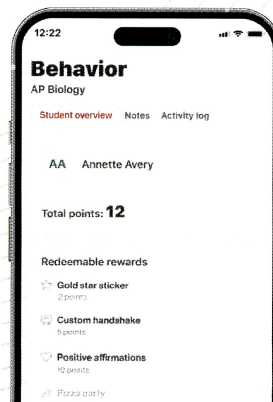 12:22
Behavior
AP Biology
Student overview Notes Activity log
AA Annette Avery
Total points: 12
Redeemable rewards
Gold star sticker
2 points
Custom handshake
5 points
Positive affirmations
10 points
Pizza party